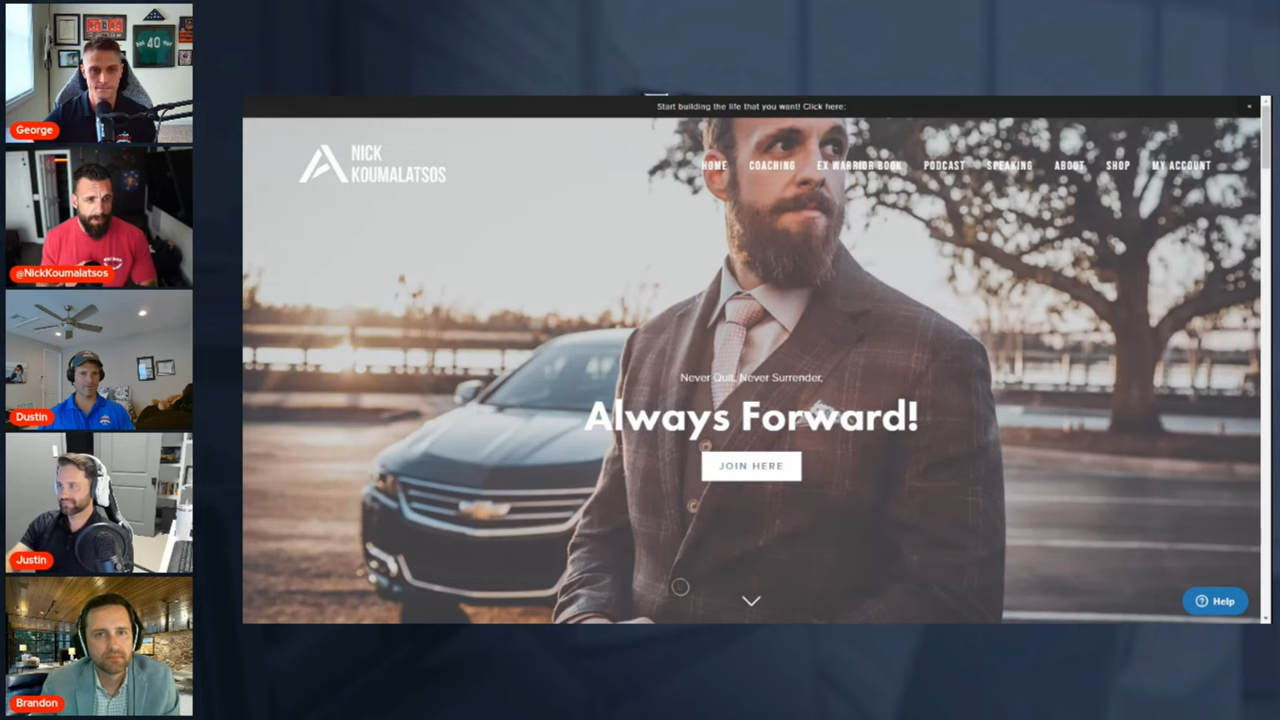 George
@NickKoumalatsos
Dustin
Justin
Brandon
40
Start building the life that you want! Click here:
NICK
KOUMALATSOS
HOME COACHING EX WARRIOR BOOK PODCAST SPEAKING ABOUT SHOP MY ACCOUNT
Never Quit, Never Surrender,
Always Forward!
JOIN HERE
Help